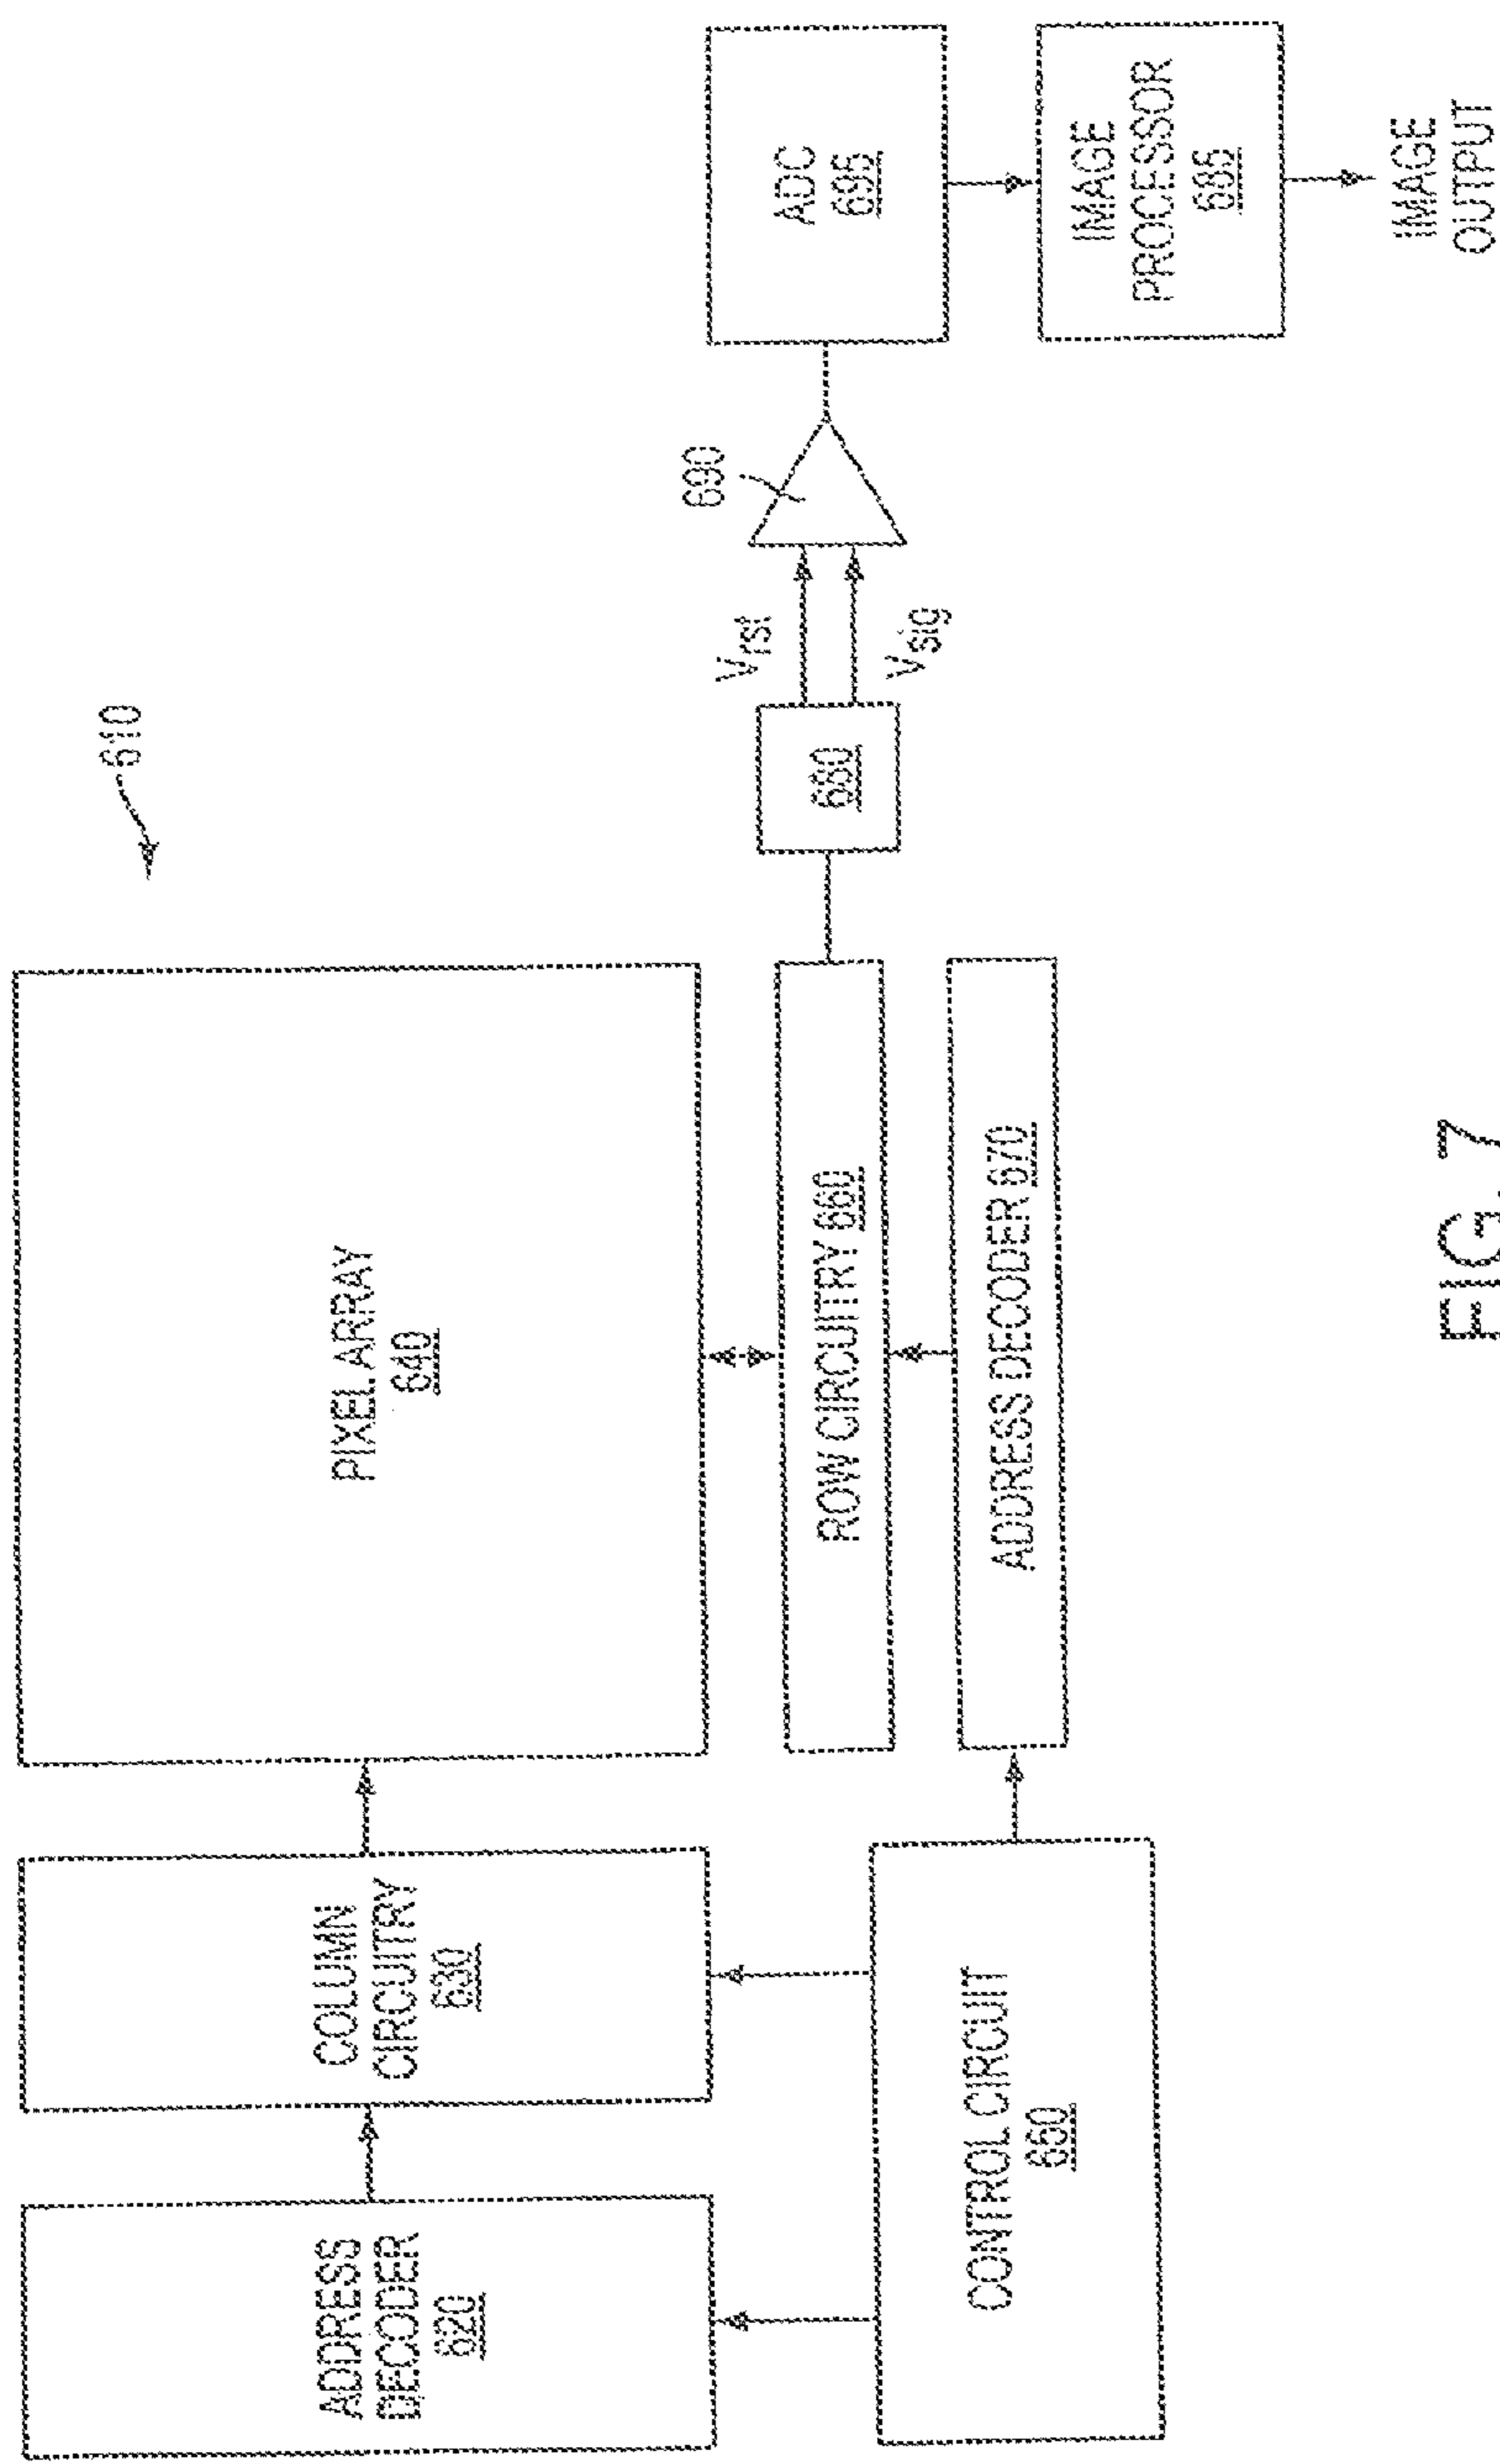 610
ADDRESS
DECODER
620
COLUMN
CIRCUITRY
630
PIXEL ARRAY
640
CONTROL CIRCUIT
650
ROW CIRCUITRY 660
ADDRESS DECODER 670
680
Vrst
Vsig
690
ADC
695
IMAGE
PROCESSOR
685
IMAGE
OUTPUT
FIG. 7